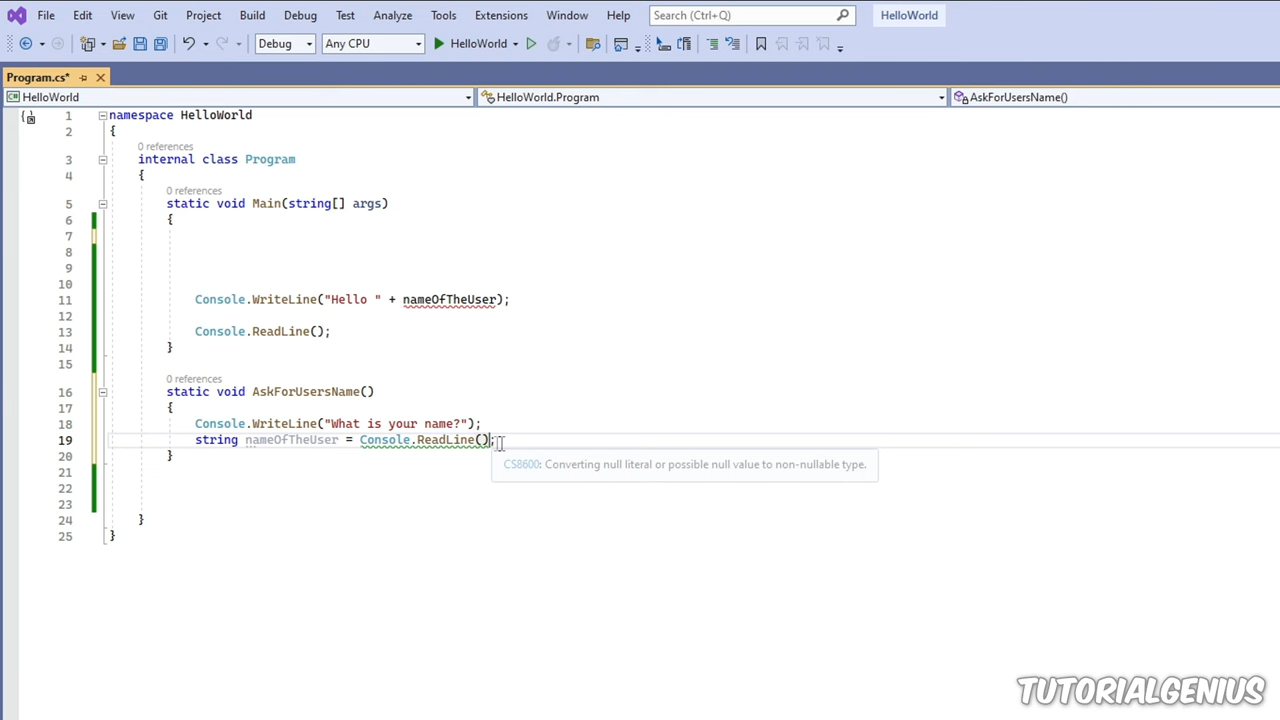 File Edit View Git Project Build Debug Test Analyze Tools Extensions Window Help Search (Ctrl+Q) HelloWorld
Debug Any CPU HelloWorld
Program.cs*
HelloWorld HelloWorld.Program AskForUsersName()
1 namespace HelloWorld
2 {
0 references
3 internal class Program
4 {
0 references
5 static void Main(string[] args)
6 {
7
8
9
10
11 Console.WriteLine("Hello " + nameOfTheUser);
12
13 Console.ReadLine();
14 }
15
0 references
16 static void AskForUsersName()
17 {
18 Console.WriteLine("What is your name?");
19 string nameOfTheUser = Console.ReadLine();
20 }
CS8600: Converting null literal or possible null value to non-nullable type.
21
22
23
24 }
25 }
TUTORIALGENIUS